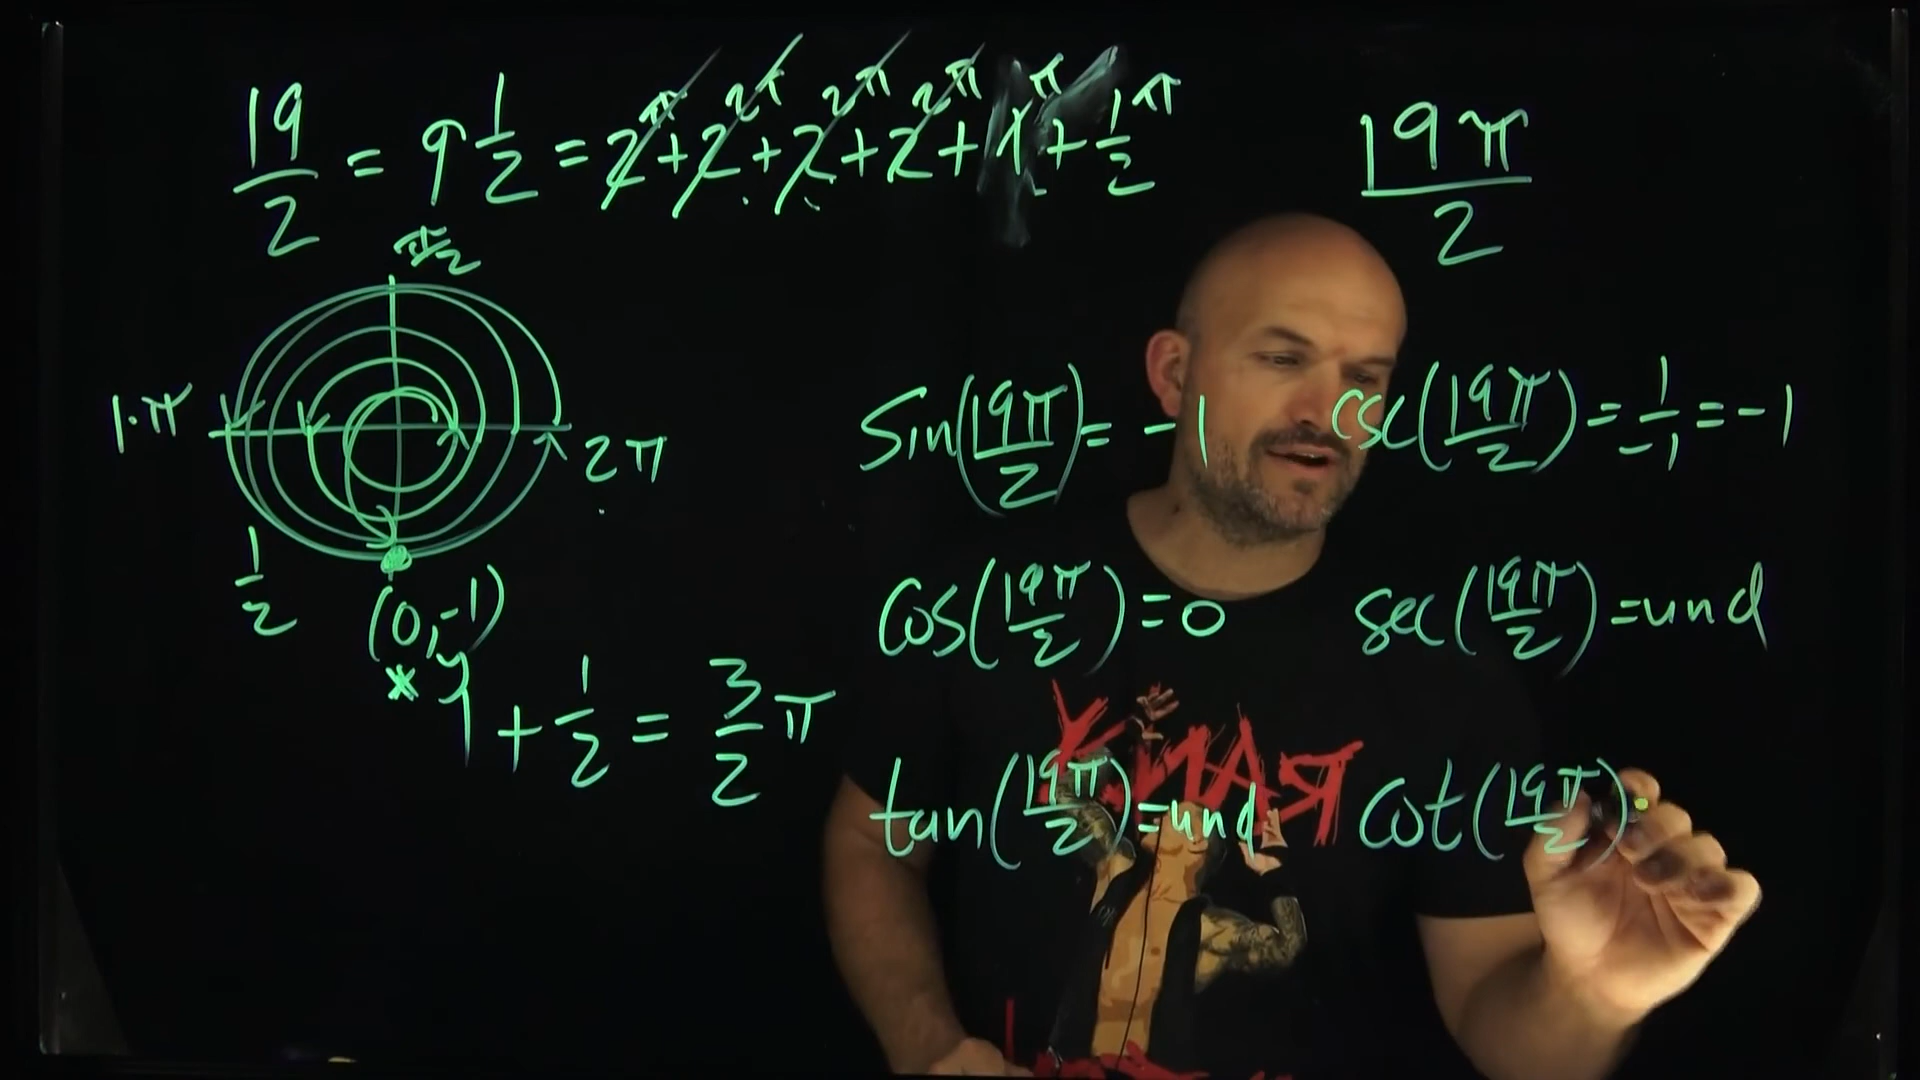 19/2 = 9 1/2 = 2π + 2π + 2π + 2π + 1π + 1/2 π
19π/2
π/2
1·π
2π
1/2
(0, -1)
* 1 + 1/2 = 3/2 π
sin(19π/2) = -1
csc(19π/2) = 1/-1 = -1
cos(19π/2) = 0
sec(19π/2) = und
tan(19π/2) = und
cot(19π/2)